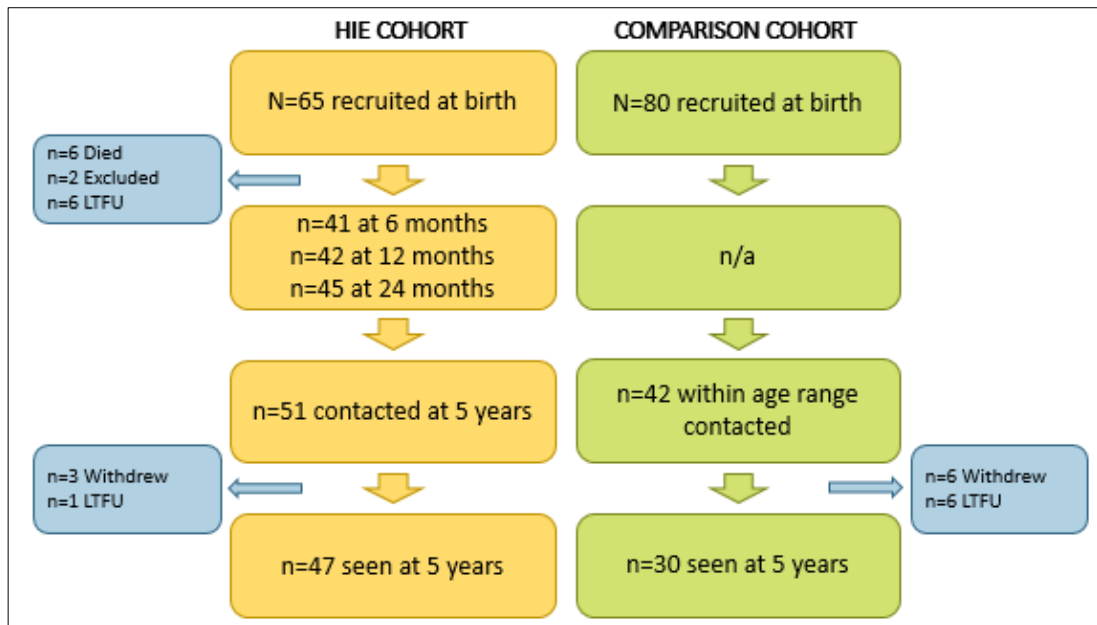 HIE COHORT
COMPARISON COHORT
N=65 recruited at birth
N=80 recruited at birth
n=6 Died
n=2 Excluded
n=6 LTFU
n=41 at 6 months
n=42 at 12 months
n=45 at 24 months
n/a
n=51 contacted at 5 years
n=42 within age range
contacted
n=3 Withdrew
n=1 LTFU
n=6 Withdrew
n=6 LTFU
n=47 seen at 5 years
n=30 seen at 5 years